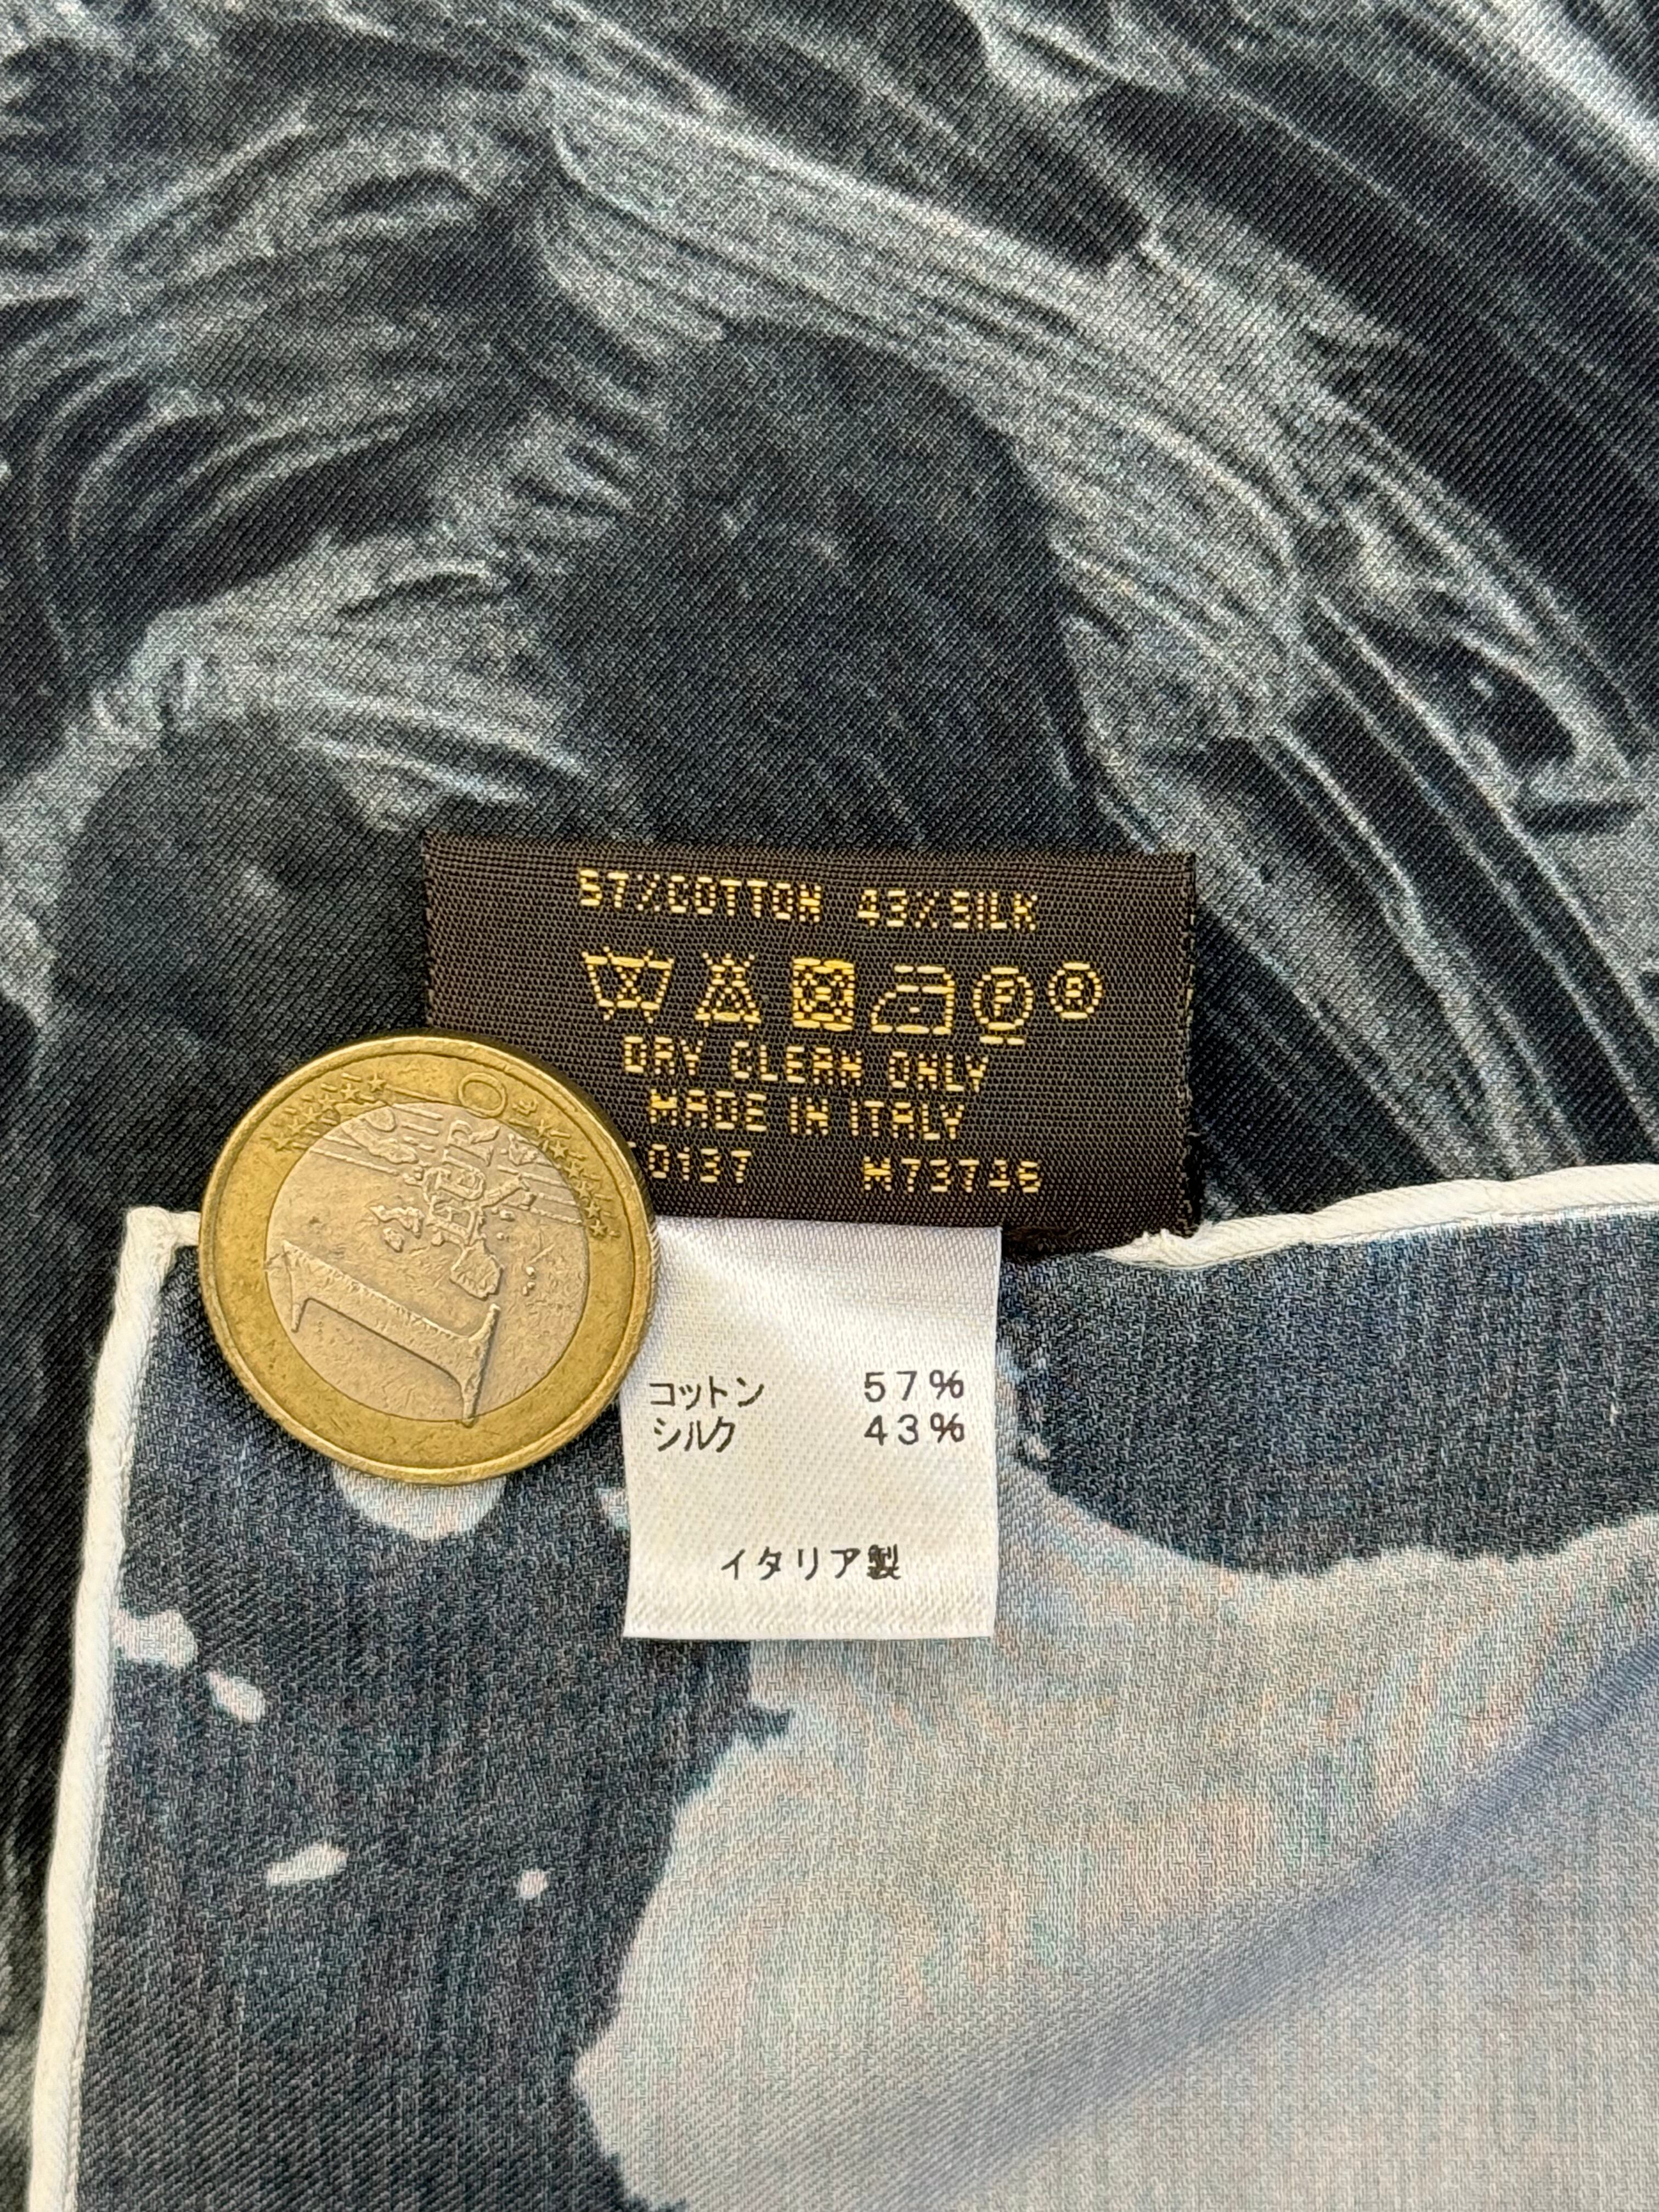 57%COTTON 43%SILK
P R
DRY CLEAN ONLY
MADE IN ITALY
0137 M73746
1 EURO
コットン 57%
シルク 43%
イタリア製